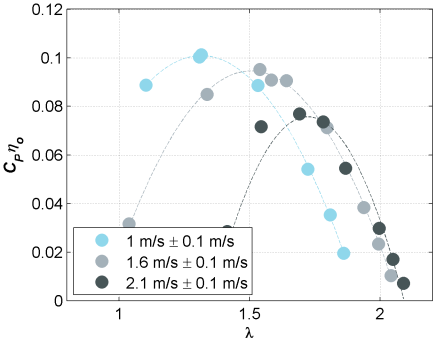 0.12
0.1
0.08
0.06
0.04
0.02
0
C_P η_o
1 m/s ± 0.1 m/s
1.6 m/s ± 0.1 m/s
2.1 m/s ± 0.1 m/s
1 1.5 2
λ